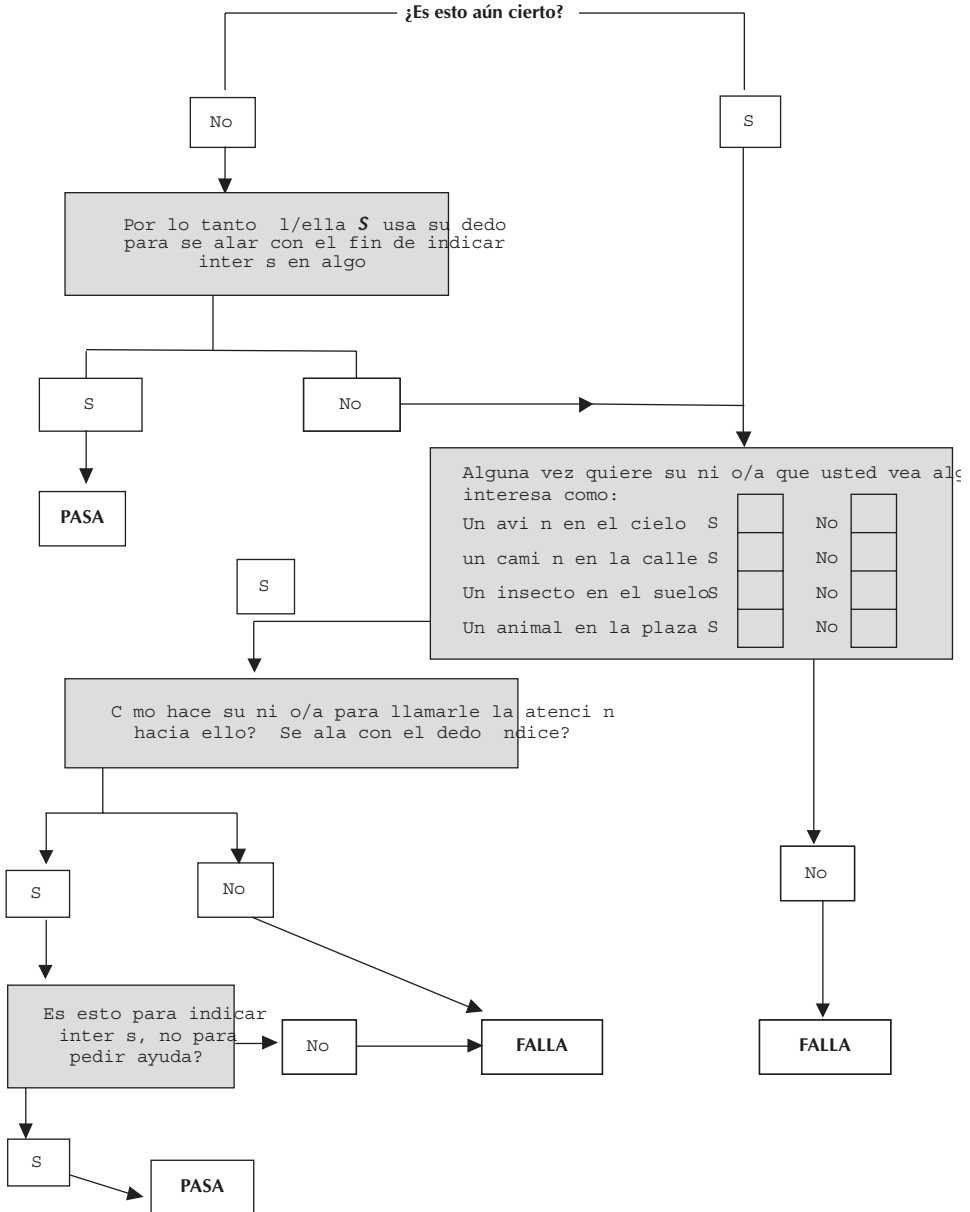 ¿Es esto aún cierto?
No
S
Por lo tanto l/ella S usa su dedo
para se alar con el fin de indicar
inter s en algo
S
No
PASA
Alguna vez quiere su ni o/a que usted vea alg
interesa como:
Un avi n en el cielo S No
un cami n en la calle S No
Un insecto en el suelo S No
Un animal en la plaza S No
S
C mo hace su ni o/a para llamarle la atenci n
hacia ello? Se ala con el dedo ndice?
S
No
No
Es esto para indicar
inter s, no para
pedir ayuda?
No
FALLA
FALLA
S
PASA